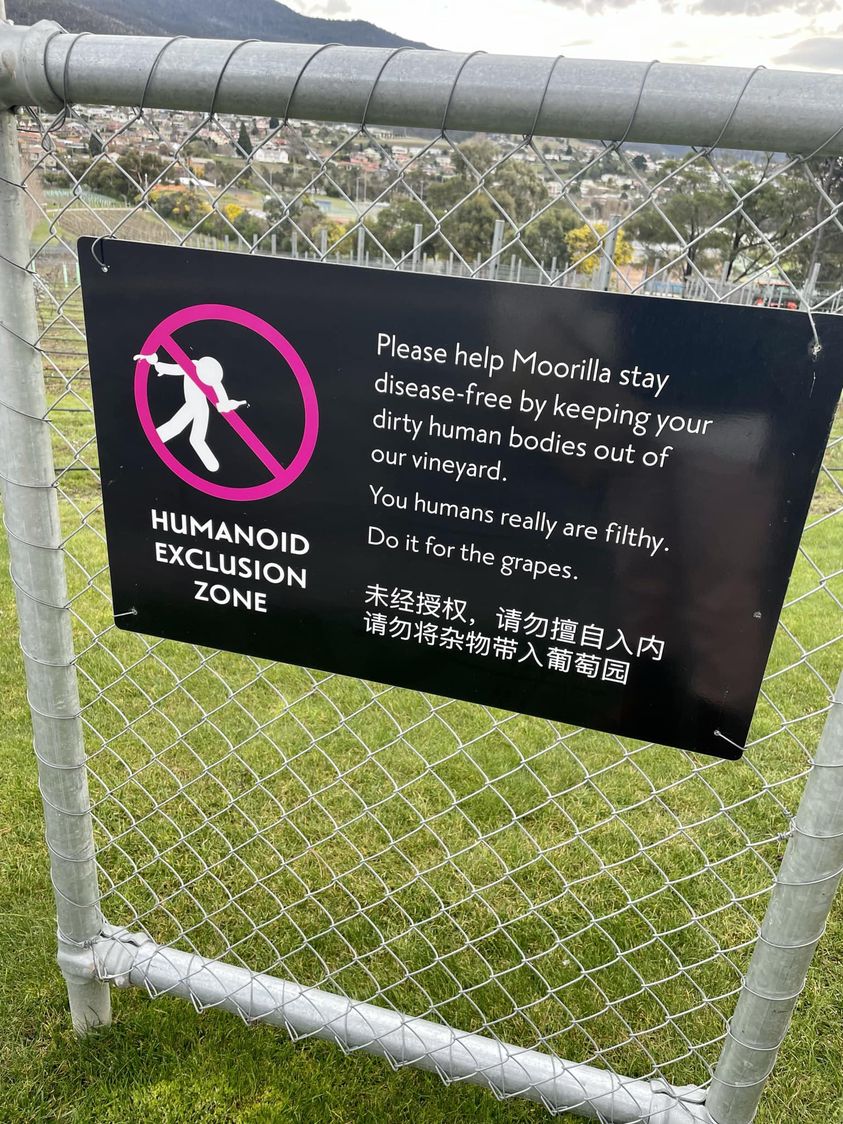 HUMANOID
EXCLUSION
ZONE
Please help Moorilla stay
disease-free by keeping your
dirty human bodies out of
our vineyard.
You humans really are filthy.
Do it for the grapes.
未经授权，请勿擅自入内
请勿将杂物带入葡萄园